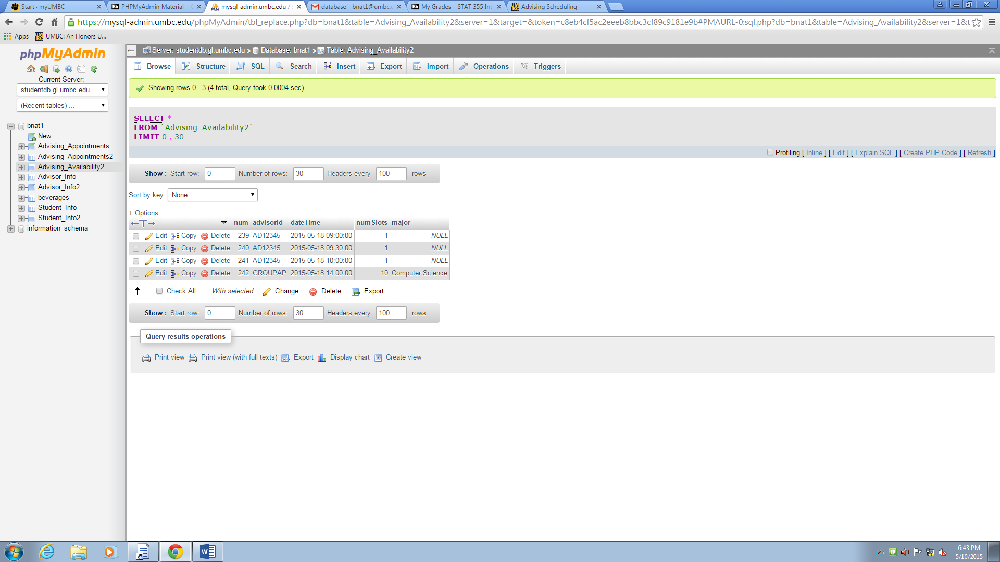 Start · myUMBC
PHPMyAdmin Material – C
mysql-admin.umbc.edu /
database - bnat1@umbc.e
My Grades – STAT 355 Int
Advising Scheduling
https://mysql-admin.umbc.edu/phpMyAdmin/tbl_replace.php?db=bnat1&table=Advising_Availability2&server=1&target=&token=c8eb4cf5ac2eeeb8bbc3cf89c9181e9b#PMAURL-0:sql.php?db=bnat1&table=Advising_Availability2&server=1&t
Apps UMBC: An Honors U...
phpMyAdmin
Current Server:
studentdb.gl.umbc.edu
(Recent tables) ...
bnat1
New
Advising_Appointments
Advising_Appointments2
Advising_Availability2
Advisor_Info
Advisor_Info2
beverages
Student_Info
Student_Info2
information_schema
Server: studentdb.gl.umbc.edu » Database: bnat1 » Table: Advising_Availability2
Browse Structure SQL Search Insert Export Import Operations Triggers
Showing rows 0 - 3 (4 total, Query took 0.0004 sec)
SELECT *
FROM `Advising_Availability2`
LIMIT 0 , 30
Profiling [ Inline ] [ Edit ] [ Explain SQL ] [ Create PHP Code ] [ Refresh ]
Show : Start row: 0 Number of rows: 30 Headers every 100 rows
Sort by key: None
+ Options
←T→ num advisorId dateTime numSlots major
Edit Copy Delete 239 AD12345 2015-05-18 09:00:00 1 NULL
Edit Copy Delete 240 AD12345 2015-05-18 09:30:00 1 NULL
Edit Copy Delete 241 AD12345 2015-05-18 10:00:00 1 NULL
Edit Copy Delete 242 GROUPAP 2015-05-18 14:00:00 10 Computer Science
Check All With selected: Change Delete Export
Show : Start row: 0 Number of rows: 30 Headers every 100 rows
Query results operations
Print view Print view (with full texts) Export Display chart Create view
6:43 PM
5/10/2015